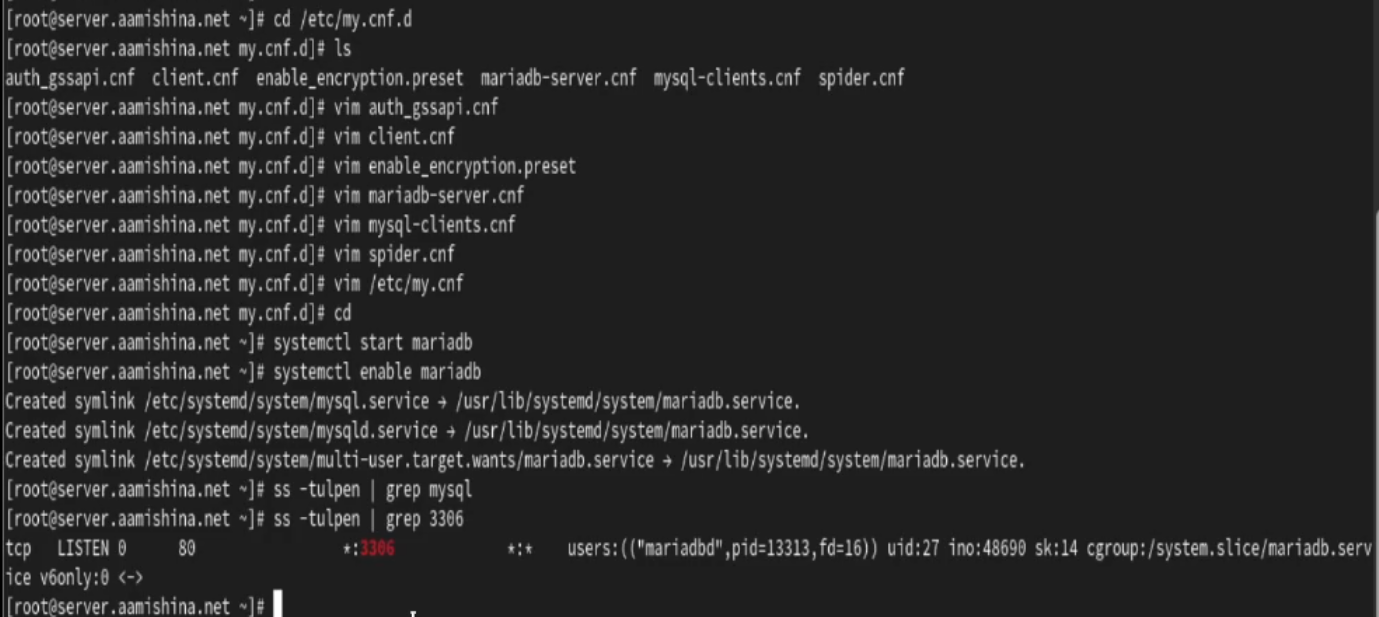 [root@server.aamishina.net ~]# cd /etc/my.cnf.d
[root@server.aamishina.net my.cnf.d]# ls
auth_gssapi.cnf  client.cnf  enable_encryption.preset  mariadb-server.cnf  mysql-clients.cnf  spider.cnf
[root@server.aamishina.net my.cnf.d]# vim auth_gssapi.cnf
[root@server.aamishina.net my.cnf.d]# vim client.cnf
[root@server.aamishina.net my.cnf.d]# vim enable_encryption.preset
[root@server.aamishina.net my.cnf.d]# vim mariadb-server.cnf
[root@server.aamishina.net my.cnf.d]# vim mysql-clients.cnf
[root@server.aamishina.net my.cnf.d]# vim spider.cnf
[root@server.aamishina.net my.cnf.d]# vim /etc/my.cnf
[root@server.aamishina.net my.cnf.d]# cd
[root@server.aamishina.net ~]# systemctl start mariadb
[root@server.aamishina.net ~]# systemctl enable mariadb
Created symlink /etc/systemd/system/mysql.service → /usr/lib/systemd/system/mariadb.service.
Created symlink /etc/systemd/system/mysqld.service → /usr/lib/systemd/system/mariadb.service.
Created symlink /etc/systemd/system/multi-user.target.wants/mariadb.service → /usr/lib/systemd/system/mariadb.service.
[root@server.aamishina.net ~]# ss -tulpen | grep mysql
[root@server.aamishina.net ~]# ss -tulpen | grep 3306
tcp   LISTEN 0      80                 *:3306             *:*    users:(("mariadbd",pid=13313,fd=16)) uid:27 ino:48690 sk:14 cgroup:/system.slice/mariadb.serv
ice v6only:0 <->
[root@server.aamishina.net ~]#